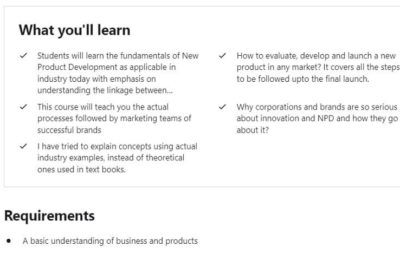 What you'll learn
Students will learn the fundamentals of New
Product Development as applicable in
industry today with emphasis on
understanding the linkage between...
This course will teach you the actual
processes followed by marketing teams of
successful brands
I have tried to explain concepts using actual
industry examples, instead of theoretical
ones used in text books.
How to evaluate, develop and launch a new
product in any market? It covers all the steps
to be followed upto the final launch.
Why corporations and brands are so serious
about innovation and NPD and how they go
about it?
Requirements
A basic understanding of business and products